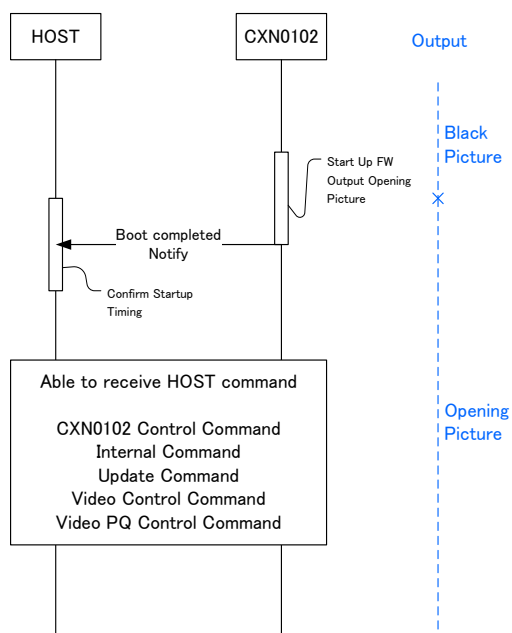 HOST
CXN0102
Output
Black
Picture
Start Up FW
Output Opening
Picture
Boot completed
Notify
Confirm Startup
Timing
Able to receive HOST command
CXN0102 Control Command
Internal Command
Update Command
Video Control Command
Video PQ Control Command
Opening
Picture